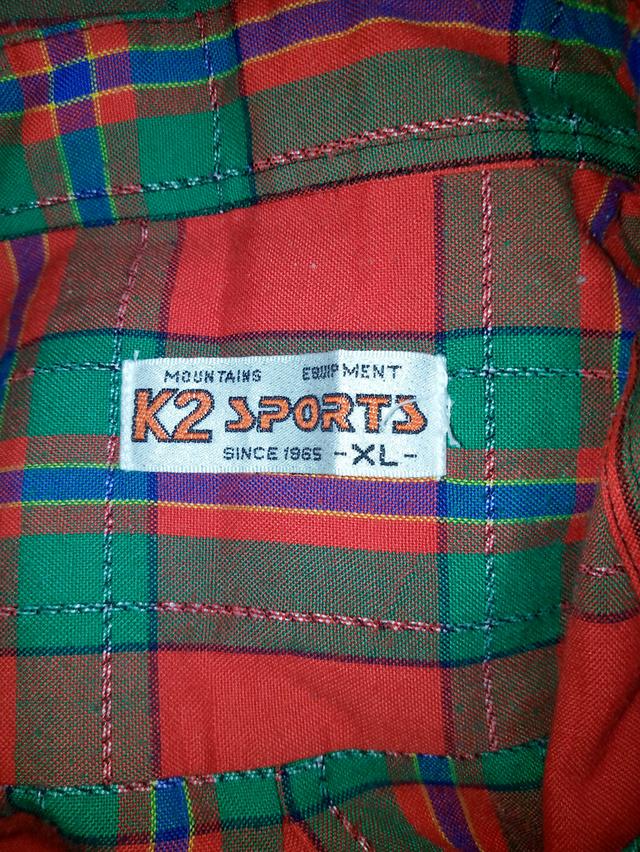 MOUNTAINS EQUIPMENT
K2 SPORTS
SINCE 1965 -XL-